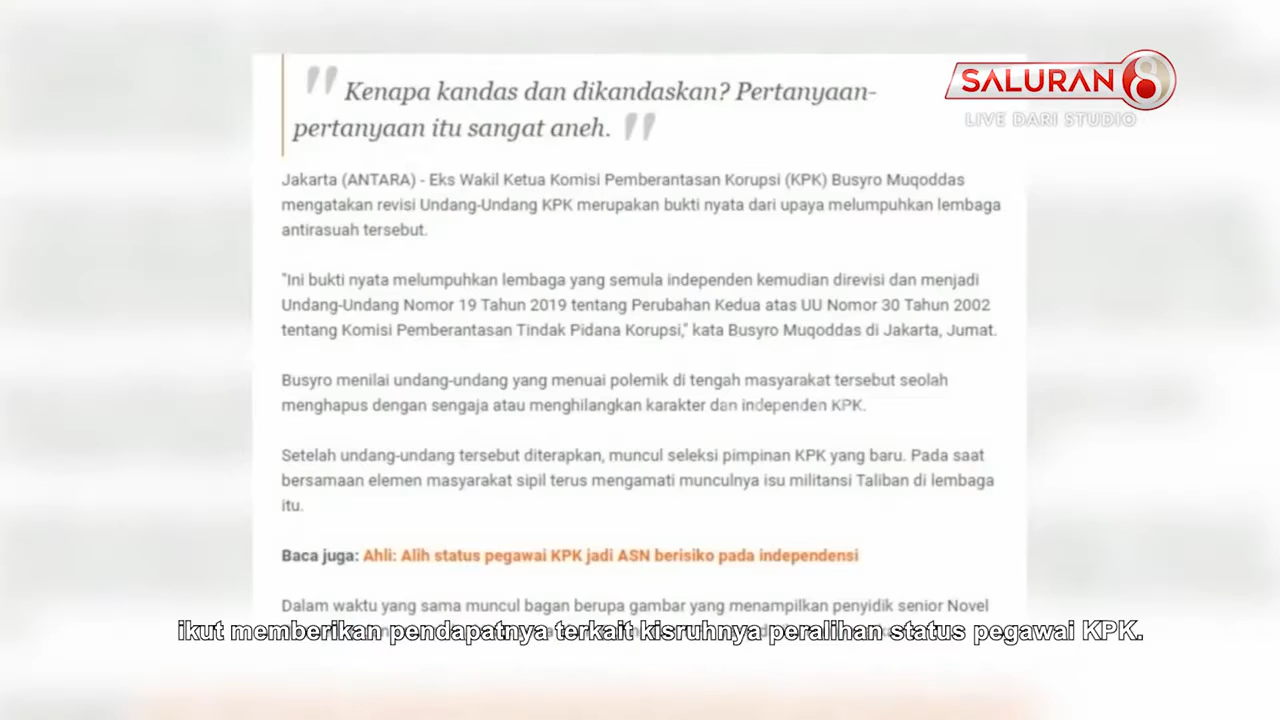 SALURAN 8
LIVE DARI STUDIO
" Kenapa kandas dan dikandaskan? Pertanyaan-
pertanyaan itu sangat aneh. "
Jakarta (ANTARA) - Eks Wakil Ketua Komisi Pemberantasan Korupsi (KPK) Busyro Muqoddas
mengatakan revisi Undang-Undang KPK merupakan bukti nyata dari upaya melumpuhkan lembaga
antirasuah tersebut.
"Ini bukti nyata melumpuhkan lembaga yang semula independen kemudian direvisi dan menjadi
Undang-Undang Nomor 19 Tahun 2019 tentang Perubahan Kedua atas UU Nomor 30 Tahun 2002
tentang Komisi Pemberantasan Tindak Pidana Korupsi," kata Busyro Muqoddas di Jakarta, Jumat.
Busyro menilai undang-undang yang menuai polemik di tengah masyarakat tersebut seolah
menghapus dengan sengaja atau menghilangkan karakter dan independen KPK.
Setelah undang-undang tersebut diterapkan, muncul seleksi pimpinan KPK yang baru. Pada saat
bersamaan elemen masyarakat sipil terus mengamati munculnya isu militansi Taliban di lembaga
itu.
Baca juga: Ahli: Alih status pegawai KPK jadi ASN berisiko pada independensi
Dalam waktu yang sama muncul bagan berupa gambar yang menampilkan penyidik senior Novel
ikut memberikan pendapatnya terkait kisruhnya peralihan status pegawai KPK.